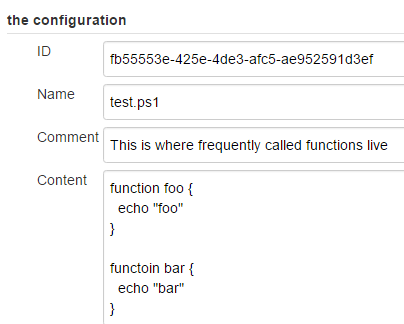 the configuration
ID
fb55553e-425e-4de3-afc5-ae952591d3ef
Name
test.ps1
Comment
This is where frequently called functions live
Content
function foo {
  echo "foo"
}

functoin bar {
  echo "bar"
}